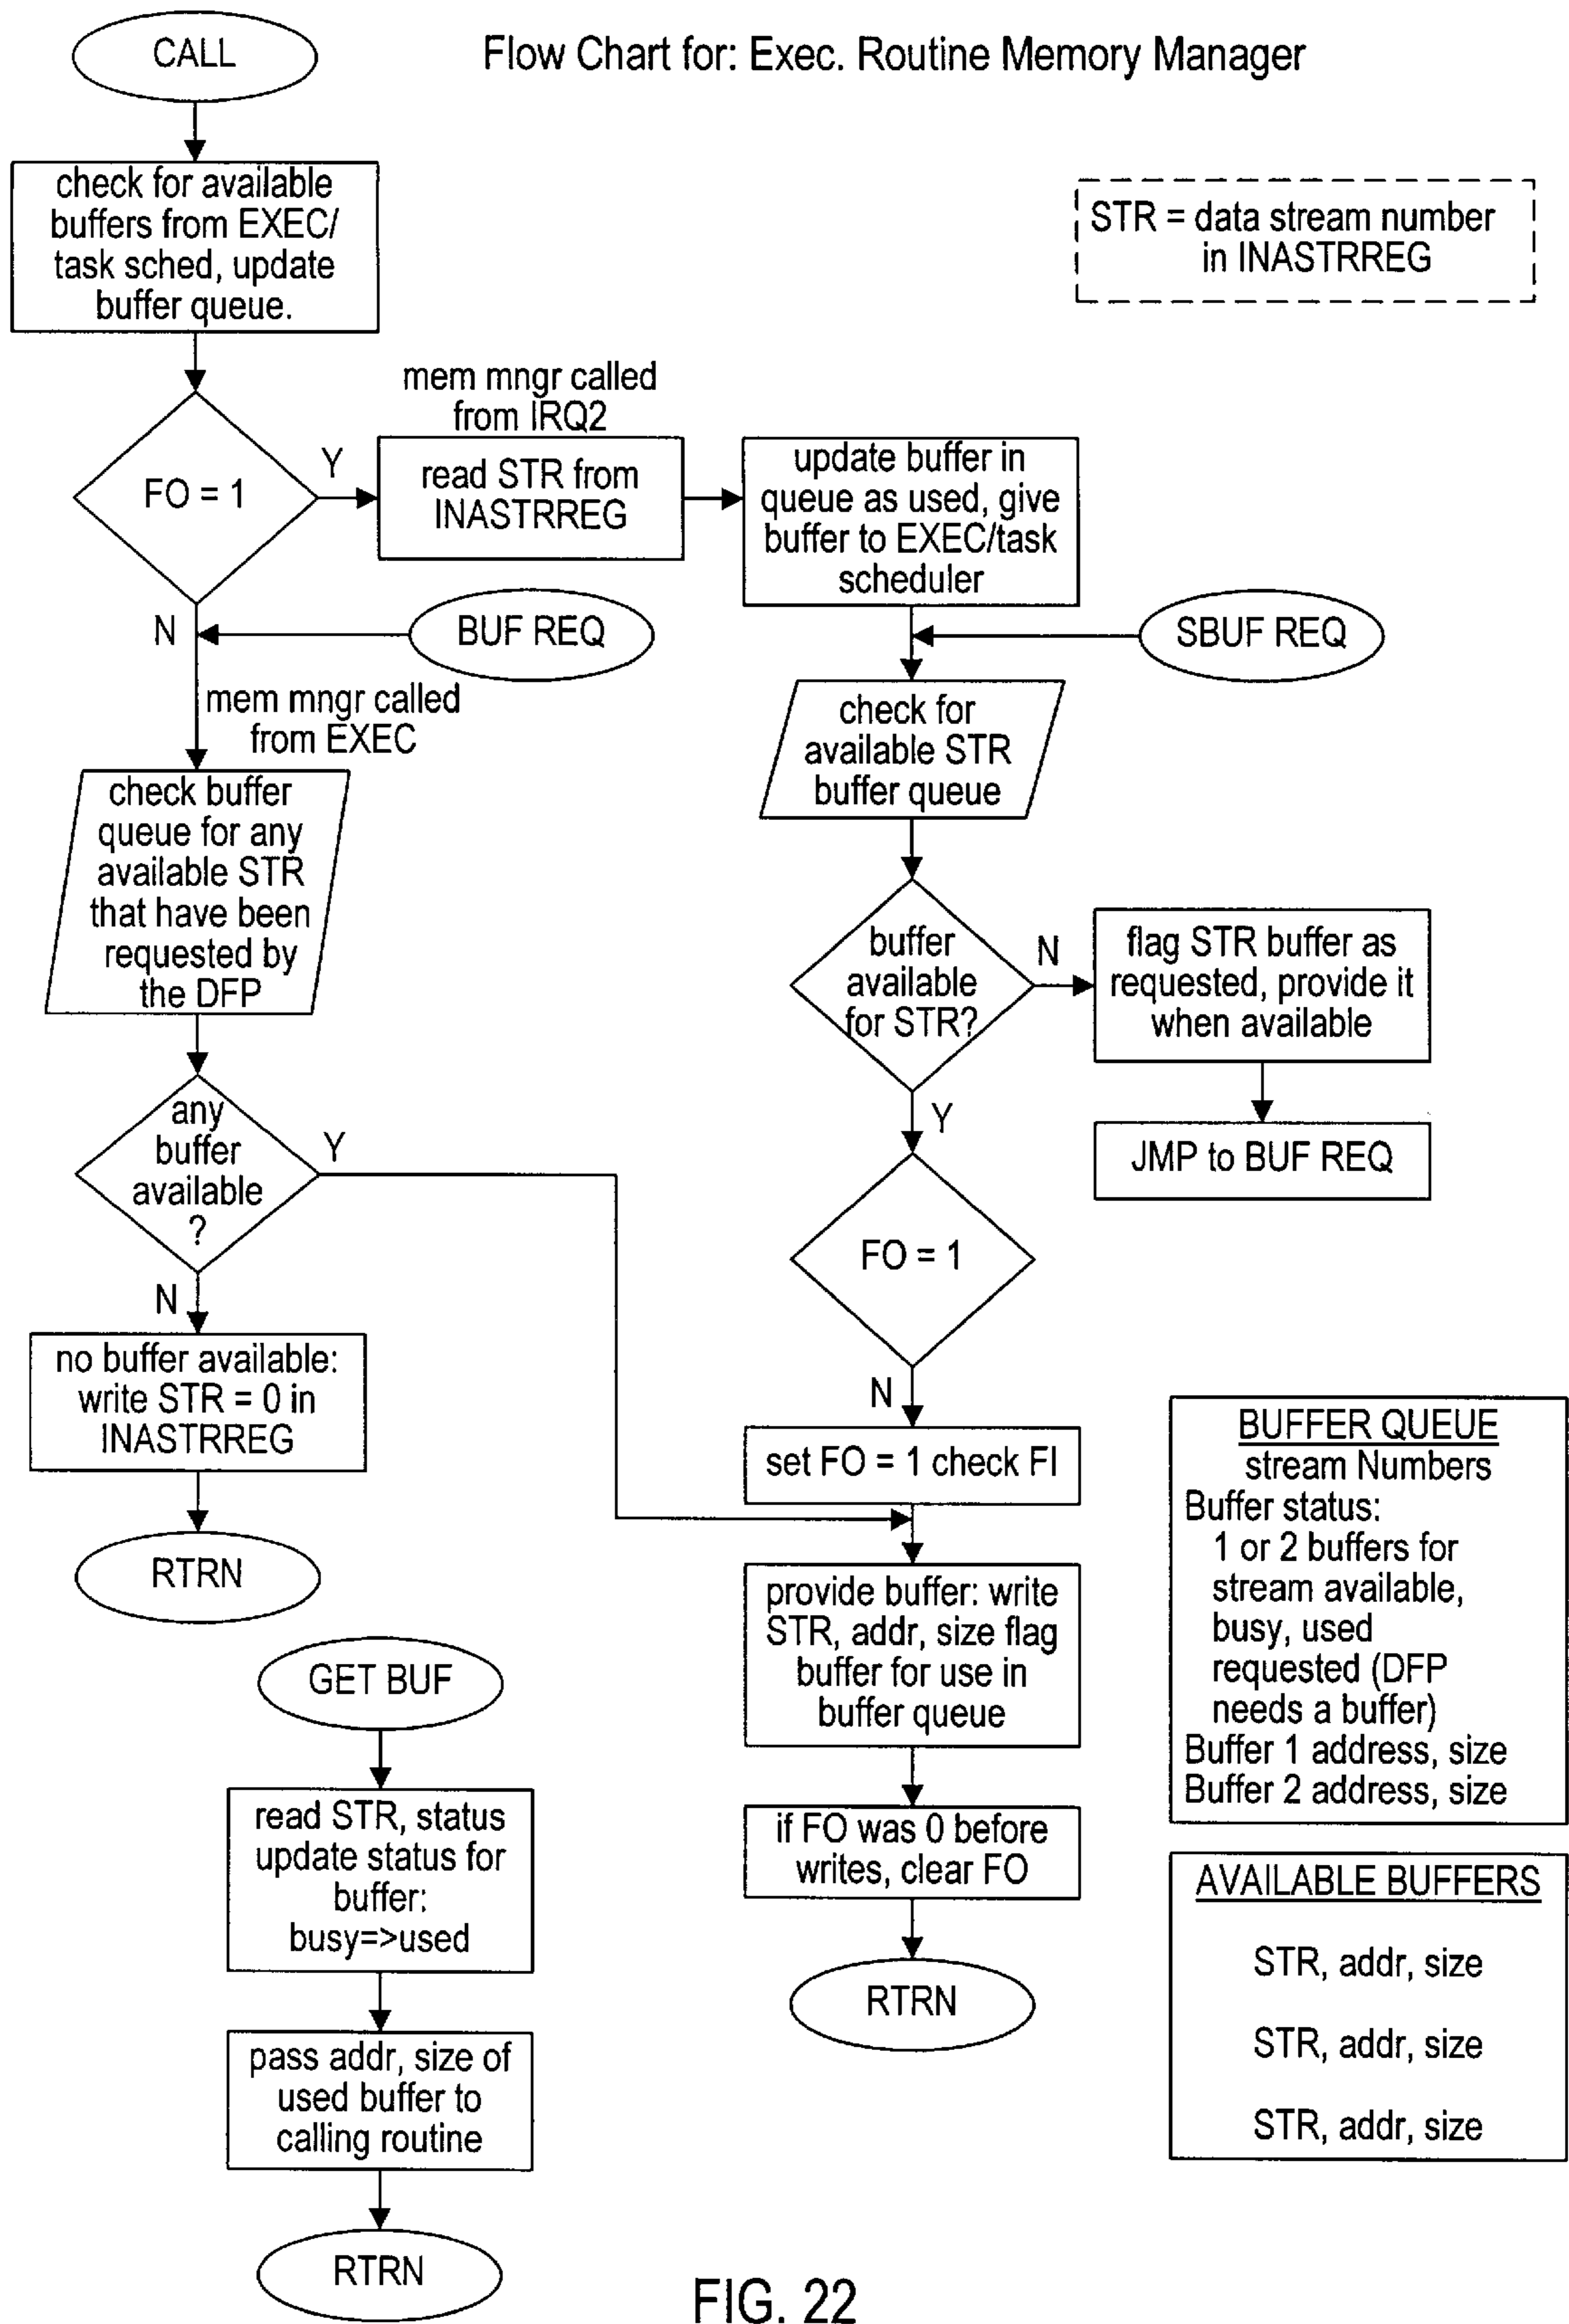 CALL
Flow Chart for: Exec. Routine Memory Manager
check for available
buffers from EXEC/
task sched, update
buffer queue.
STR = data stream number
in INASTRREG
mem mngr called
from IRQ2
FO = 1
Y
read STR from
INASTRREG
update buffer in
queue as used, give
buffer to EXEC/task
scheduler
N
BUF REQ
SBUF REQ
mem mngr called
from EXEC
check for
available STR
buffer queue
check buffer
queue for any
available STR
that have been
requested by
the DFP
buffer
available
for STR?
N
flag STR buffer as
requested, provide it
when available
any
buffer
available
?
Y
Y
JMP to BUF REQ
FO = 1
N
no buffer available:
write STR = 0 in
INASTRREG
N
set FO = 1 check FI
RTRN
BUFFER QUEUE
stream Numbers
Buffer status:
1 or 2 buffers for
stream available,
busy, used
requested (DFP
needs a buffer)
Buffer 1 address, size
Buffer 2 address, size
provide buffer: write
STR, addr, size flag
buffer for use in
buffer queue
GET BUF
read STR, status
update status for
buffer:
busy=>used
if FO was 0 before
writes, clear FO
AVAILABLE BUFFERS
STR, addr, size
STR, addr, size
STR, addr, size
RTRN
pass addr, size of
used buffer to
calling routine
RTRN
FIG. 22